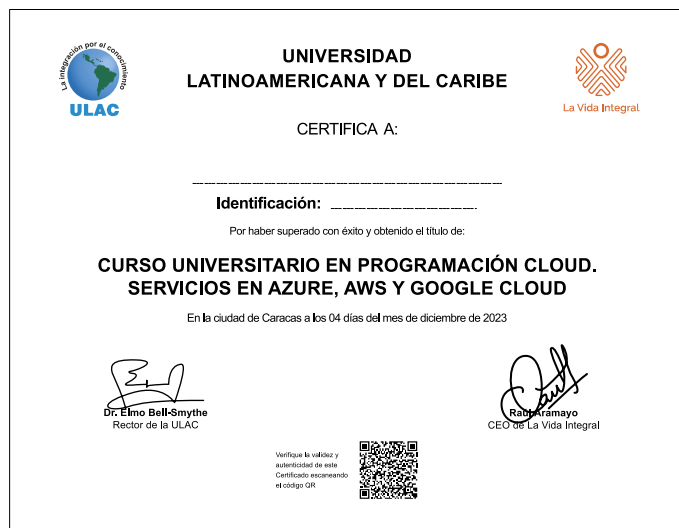 La integración por el conocimiento
ULAC
UNIVERSIDAD
LATINOAMERICANA Y DEL CARIBE
La Vida Integral
CERTIFICA A:
Identificación:
Por haber superado con éxito y obtenido el título de:
CURSO UNIVERSITARIO EN PROGRAMACIÓN CLOUD.
SERVICIOS EN AZURE, AWS Y GOOGLE CLOUD
En la ciudad de Caracas a los 04 días del mes de diciembre de 2023
Dr. Elmo Bell-Smythe
Rector de la ULAC
Raúl Aramayo
CEO de La Vida Integral
Verifique la validez y
autenticidad de este
Certificado escaneando
el código QR